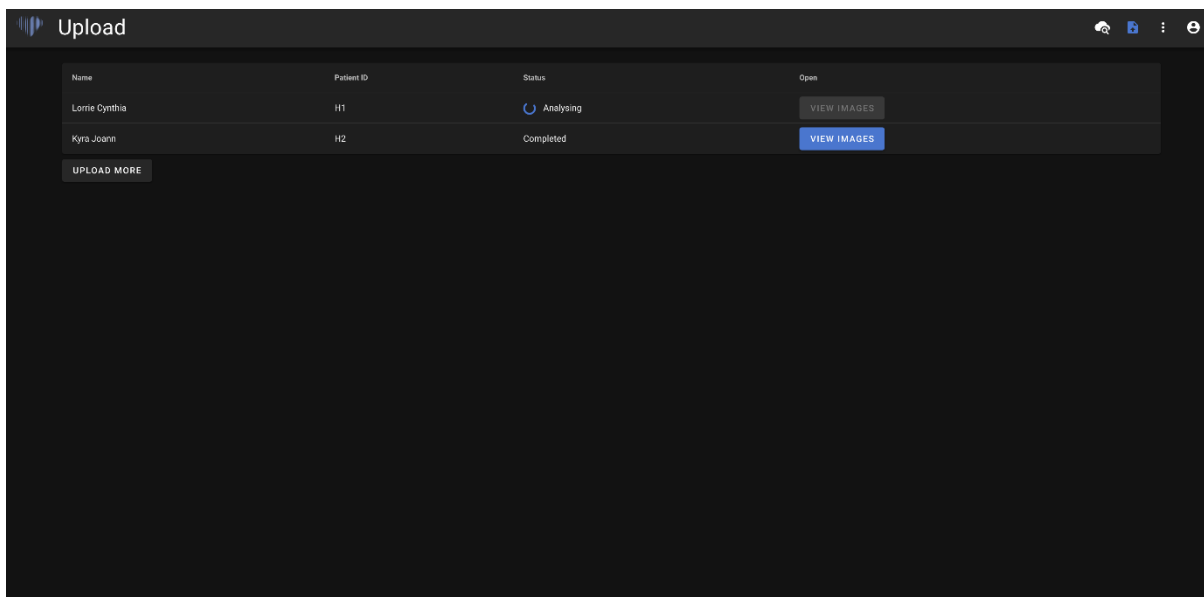 Upload
Name Patient ID Status Open
Lorrie Cynthia H1 Analysing VIEW IMAGES
Kyra Joann H2 Completed VIEW IMAGES
UPLOAD MORE